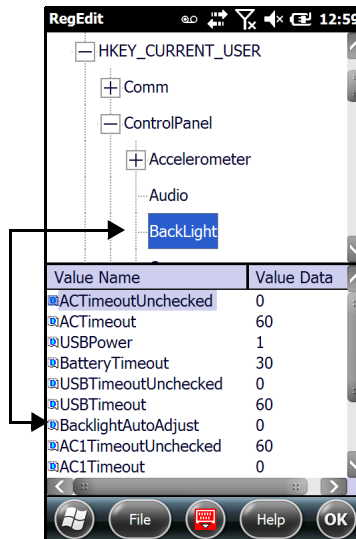 RegEdit 12:59
HKEY_CURRENT_USER
Comm
ControlPanel
Accelerometer
Audio
BackLight
Value Name Value Data
ACTimeoutUnchecked 0
ACTimeout 60
USBPower 1
BatteryTimeout 30
USBTimeoutUnchecked 0
USBTimeout 60
BacklightAutoAdjust 0
AC1TimeoutUnchecked 60
AC1Timeout 0
File Help OK